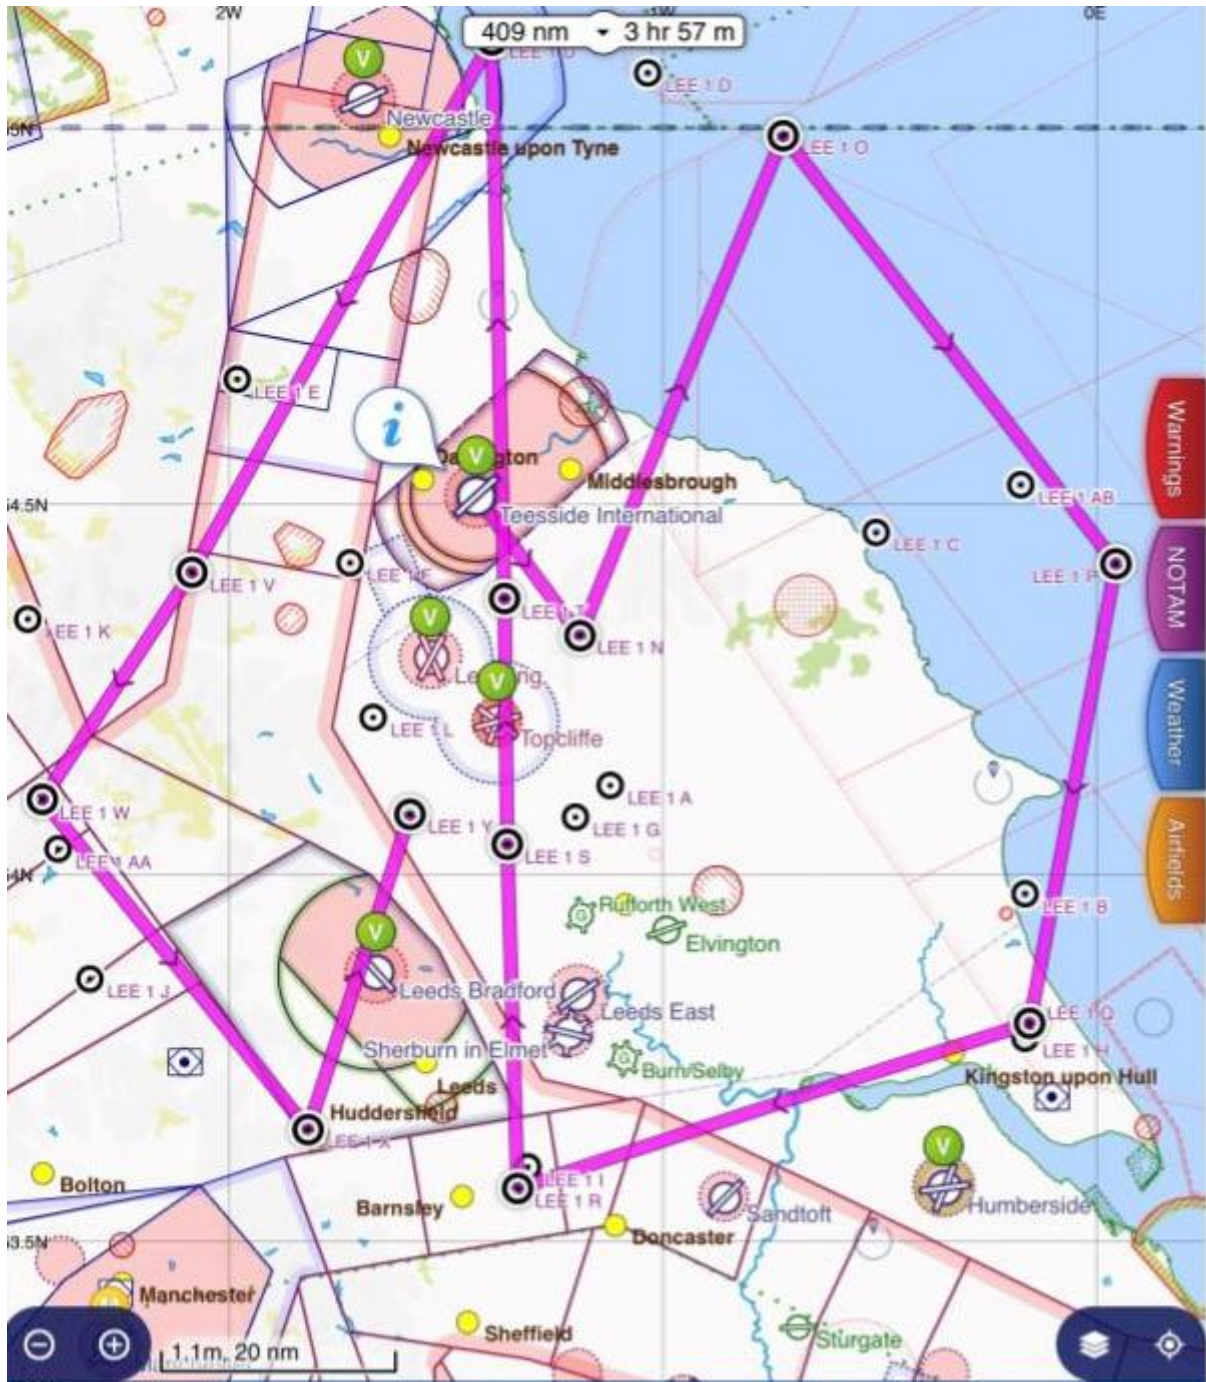 2W
0E
409 nm
3 hr 57 m
LEE 1 D
Newcastle
LEE 1 O
Newcastle upon Tyne
LEE 1 E
Warnings
Middlesbrough
54.5N
LEE 1 AB
Teesside International
LEE 1 C
LEE 1 P
LEE 1 V
LEE 1 T
NOTAM
LEE 1 K
LEE 1 N
Weather
LEE 1 L
Topcliffe
LEE 1 A
LEE 1 W
LEE 1 Y
LEE 1 G
LEE 1 S
LEE 1 AA
Airfields
Rufforth West
LEE 1 B
Elvington
LEE 1 J
Leeds Bradford
Leeds East
LEE 1 Q
Sherburn in Elmet
LEE 1 H
Burn/Selby
Kingston upon Hull
Leeds
Huddersfield
LEE 1 X
Bolton
LEE 1 I
LEE 1 R
Barnsley
Sandtoft
Humberside
Doncaster
53.5N
Manchester
Sheffield
Sturgate
1.1m, 20 nm